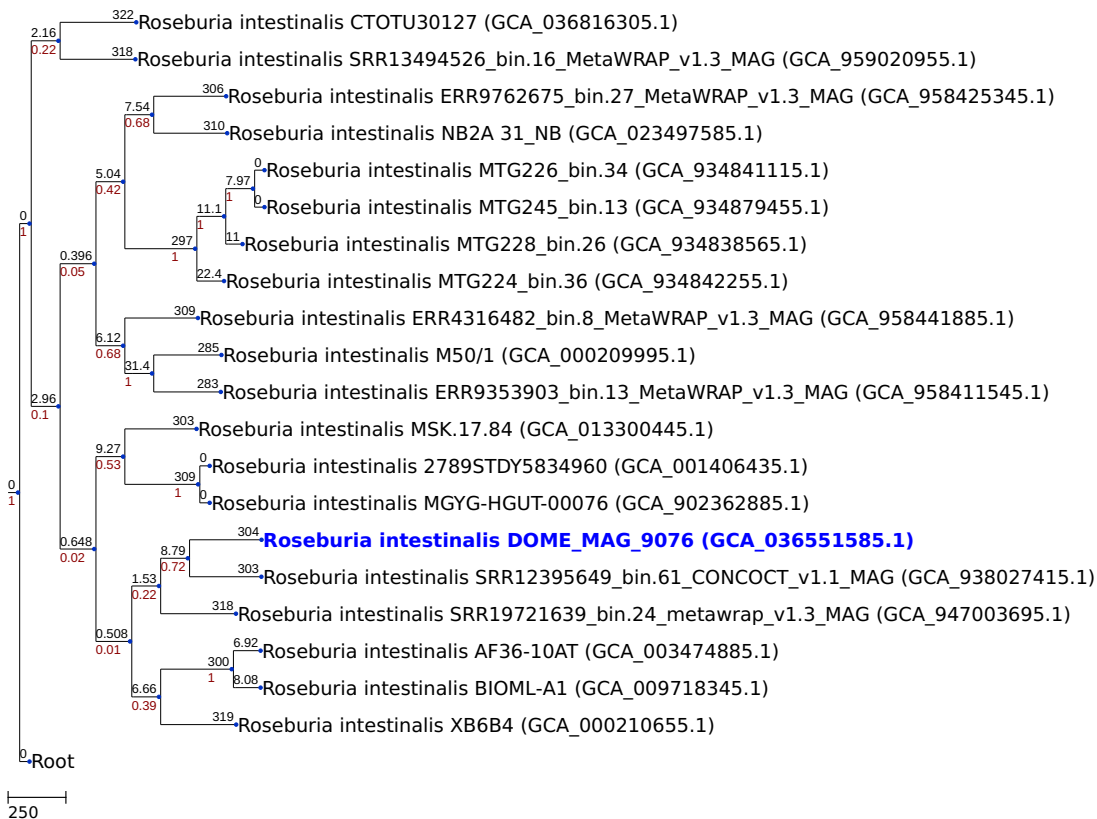 322 Roseburia intestinalis CTOTU30127 (GCA_036816305.1)
2.16
0.22
318 Roseburia intestinalis SRR13494526_bin.16_MetaWRAP_v1.3_MAG (GCA_959020955.1)
306 Roseburia intestinalis ERR9762675_bin.27_MetaWRAP_v1.3_MAG (GCA_958425345.1)
7.54
0.68
310 Roseburia intestinalis NB2A 31_NB (GCA_023497585.1)
0 Roseburia intestinalis MTG226_bin.34 (GCA_934841115.1)
5.04
0.42
7.97
1
0 Roseburia intestinalis MTG245_bin.13 (GCA_934879455.1)
0
1
11.1
1
11 Roseburia intestinalis MTG228_bin.26 (GCA_934838565.1)
297
1
0.396
0.05
22.4 Roseburia intestinalis MTG224_bin.36 (GCA_934842255.1)
309 Roseburia intestinalis ERR4316482_bin.8_MetaWRAP_v1.3_MAG (GCA_958441885.1)
6.12
0.68
285 Roseburia intestinalis M50/1 (GCA_000209995.1)
31.4
1
283 Roseburia intestinalis ERR9353903_bin.13_MetaWRAP_v1.3_MAG (GCA_958411545.1)
2.96
0.1
303 Roseburia intestinalis MSK.17.84 (GCA_013300445.1)
9.27
0.53
0 Roseburia intestinalis 2789STDY5834960 (GCA_001406435.1)
309
1
0
1
0 Roseburia intestinalis MGYG-HGUT-00076 (GCA_902362885.1)
304 Roseburia intestinalis DOME_MAG_9076 (GCA_036551585.1)
0.648
0.02
8.79
0.72
303 Roseburia intestinalis SRR12395649_bin.61_CONCOCT_v1.1_MAG (GCA_938027415.1)
1.53
0.22
318 Roseburia intestinalis SRR19721639_bin.24_metawrap_v1.3_MAG (GCA_947003695.1)
0.508
0.01
6.92 Roseburia intestinalis AF36-10AT (GCA_003474885.1)
300
1
8.08 Roseburia intestinalis BIOML-A1 (GCA_009718345.1)
6.66
0.39
319 Roseburia intestinalis XB6B4 (GCA_000210655.1)
0 Root
250